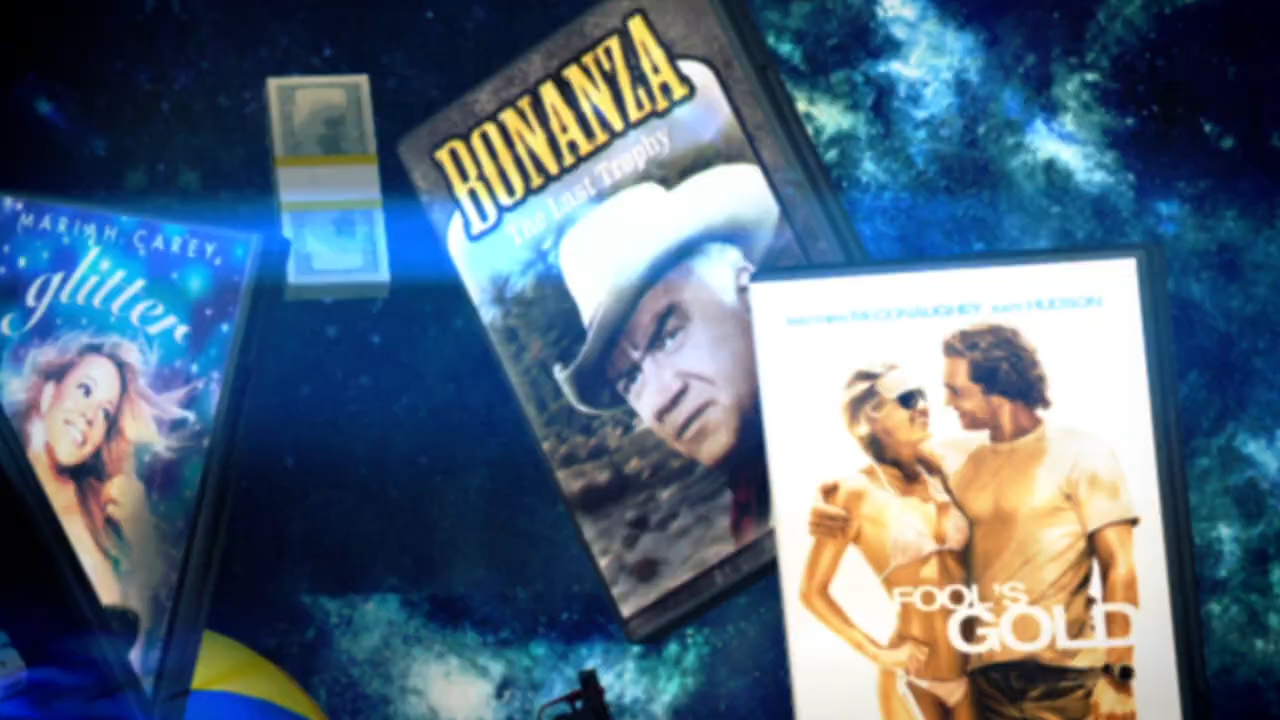 MARIAH CAREY
glitter
BONANZA
The Last Trophy
MATTHEW McCONAUGHEY KATE HUDSON
FOOL'S
GOLD